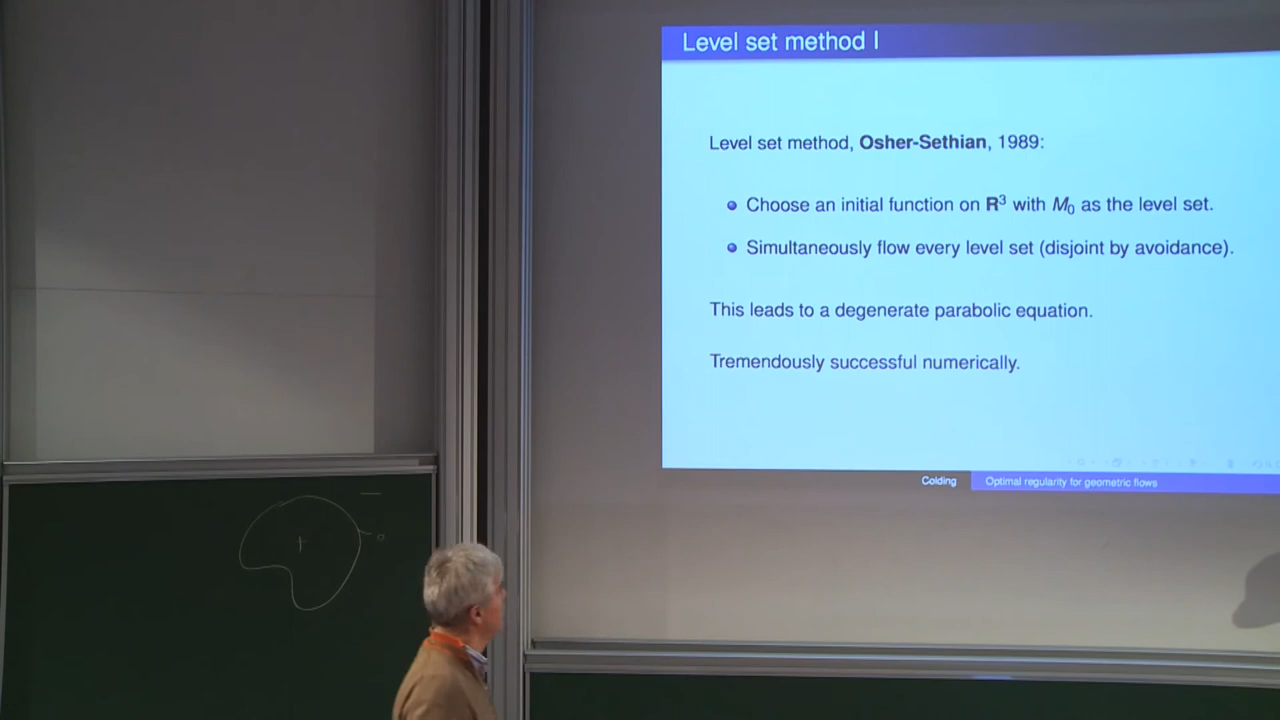 Level set method I
Level set method, Osher-Sethian, 1989:
Choose an initial function on R³ with M₀ as the level set.
Simultaneously flow every level set (disjoint by avoidance).
This leads to a degenerate parabolic equation.
Tremendously successful numerically.
Colding Optimal regularity for geometric flows
+
0